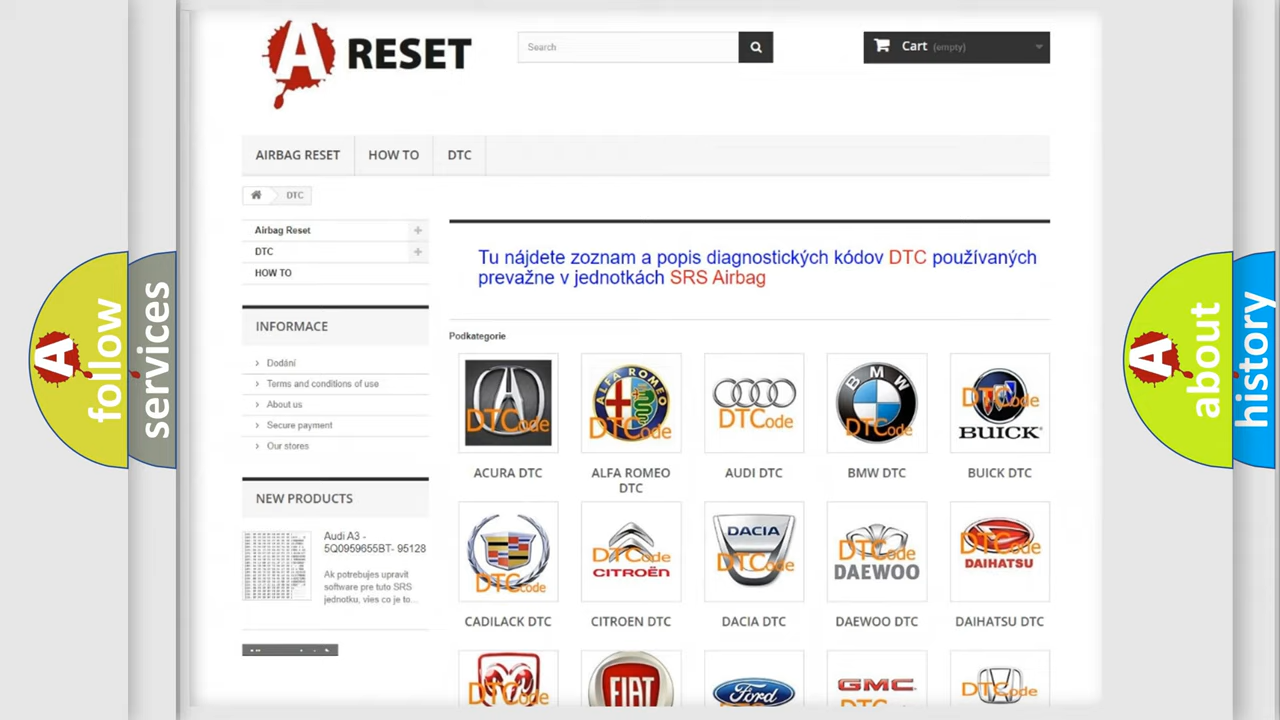 A RESET
Search
Cart (empty)
AIRBAG RESET
HOW TO
DTC
DTC
Airbag Reset
DTC
HOW TO
Tu nájdete zoznam a popis diagnostických kódov DTC používaných
prevažne v jednotkách SRS Airbag
INFORMACE
Dodání
Terms and conditions of use
About us
Secure payment
Our stores
NEW PRODUCTS
Audi A3 -
5Q0959655BT- 95128
Ak potrebujes upravit
software pre tuto SRS
jednotku, vies co je to...
Podkategorie
DTCode
ALFA ROMEO
DTCode
DTCode
BMW
DTCode
DTCode
BUICK
ACURA DTC
ALFA ROMEO
DTC
AUDI DTC
BMW DTC
BUICK DTC
DTCode
DTCode
CITROËN
DACIA
DTCode
DTCode
DAEWOO
DTCode
DAIHATSU
CADILACK DTC
CITROEN DTC
DACIA DTC
DAEWOO DTC
DAIHATSU DTC
DTCode
FIAT
Ford
GMC
DTCode
A follow
services
A about
history